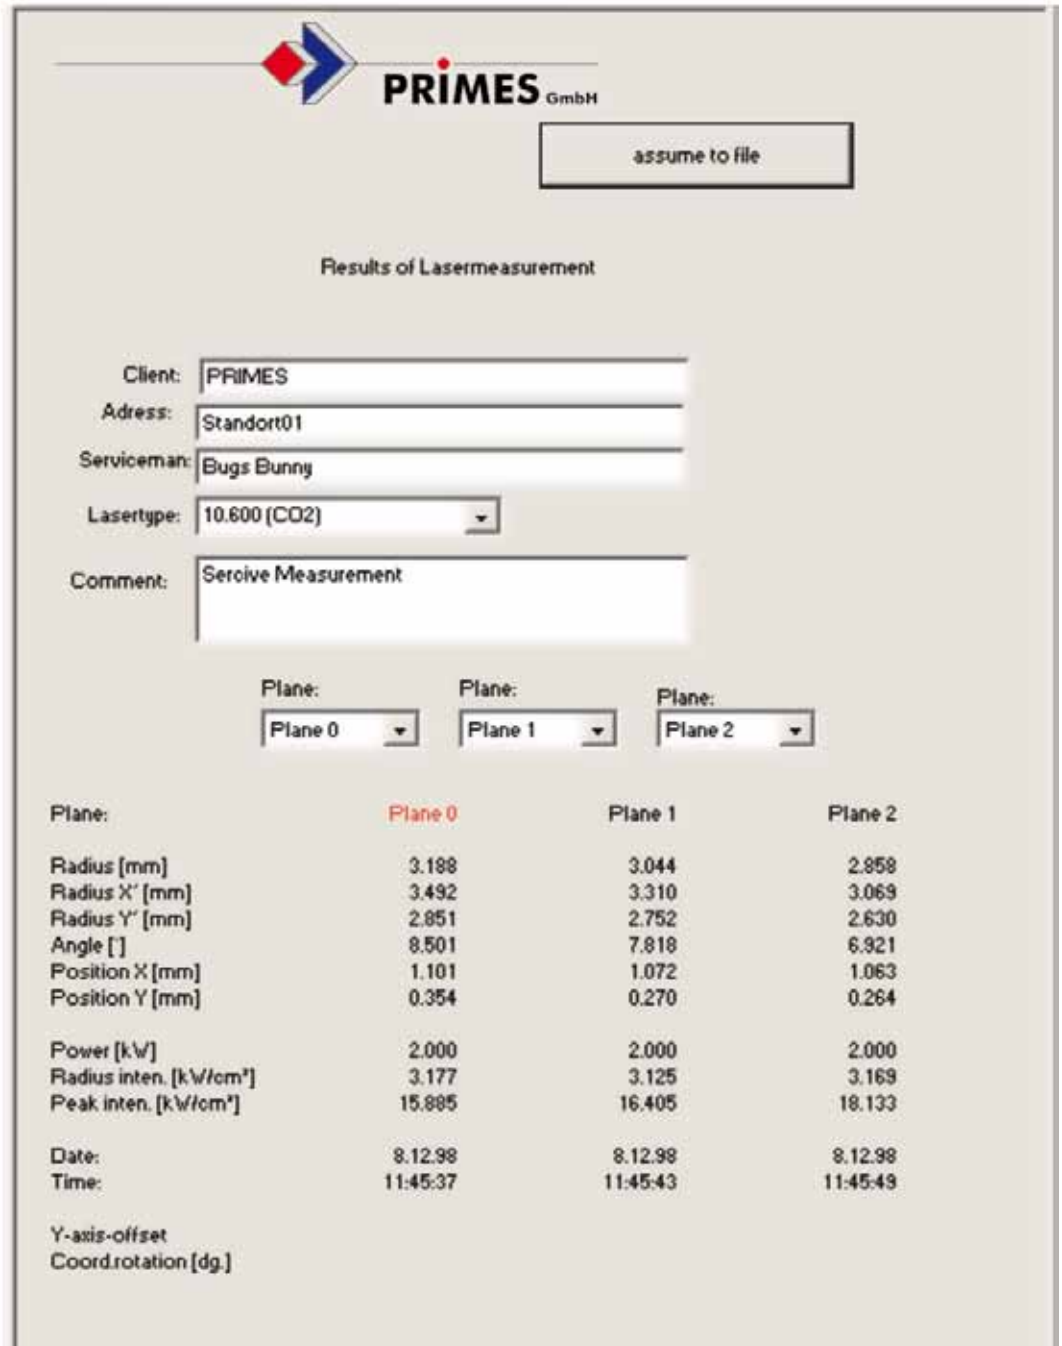 PRIMES GmbH
assume to file
Results of Lasermeasurement
Client: PRIMES
Adress: Standort01
Serviceman: Bugs Bunny
Lasertype: 10.600 (CO2)
Comment: Sercive Measurement
Plane: Plane: Plane:
Plane 0 Plane 1 Plane 2
Plane: Plane 0 Plane 1 Plane 2
Radius [mm] 3.188 3.044 2.858
Radius X´ [mm] 3.492 3.310 3.069
Radius Y´ [mm] 2.851 2.752 2.630
Angle [°] 8.501 7.818 6.921
Position X [mm] 1.101 1.072 1.063
Position Y [mm] 0.354 0.270 0.264
Power [kW] 2.000 2.000 2.000
Radius inten. [kW/cm²] 3.177 3.125 3.169
Peak inten. [kW/cm²] 15.885 16.405 18.133
Date: 8.12.98 8.12.98 8.12.98
Time: 11:45:37 11:45:43 11:45:49
Y-axis-offset
Coord.rotation [dg.]